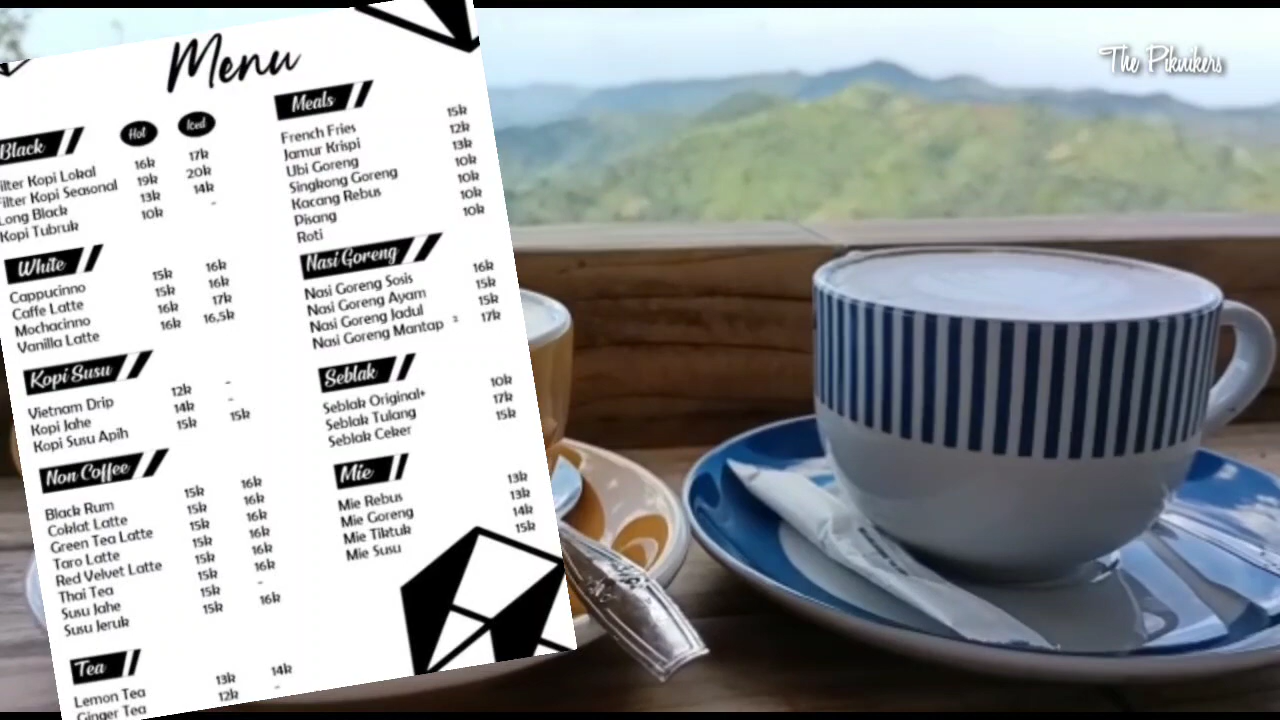 The Piknikers
Menu
Black Hot Iced
Filter Kopi Lokal 16k 17k
Filter Kopi Seasonal 19k 20k
Long Black 13k 14k
Kopi Tubruk 10k -
White
Cappucinno 15k 16k
Caffe Latte 15k 16k
Mochacinno 16k 17k
Vanilla Latte 16k 16,5k
Kopi Susu
Vietnam Drip 12k -
Kopi Jahe 14k -
Kopi Susu Apih 15k 15k
Non Coffee
Black Rum 15k 16k
Coklat Latte 15k 16k
Green Tea Latte 15k 16k
Taro Latte 15k 16k
Red Velvet Latte 15k 16k
Thai Tea 15k 16k
Susu Jahe 15k -
Susu Jeruk 15k 16k
Tea
Lemon Tea 13k 14k
Ginger Tea 12k -
Meals
French Fries 15k
Jamur Krispi 12k
Ubi Goreng 13k
Singkong Goreng 10k
Kacang Rebus 10k
Pisang 10k
Roti 10k
Nasi Goreng
Nasi Goreng Sosis 16k
Nasi Goreng Ayam 15k
Nasi Goreng Jadul 15k
Nasi Goreng Mantap 2 17k
Seblak
Seblak Original+ 10k
Seblak Tulang 17k
Seblak Ceker 15k
Mie
Mie Rebus 13k
Mie Goreng 13k
Mie Tiktuk 14k
Mie Susu 15k